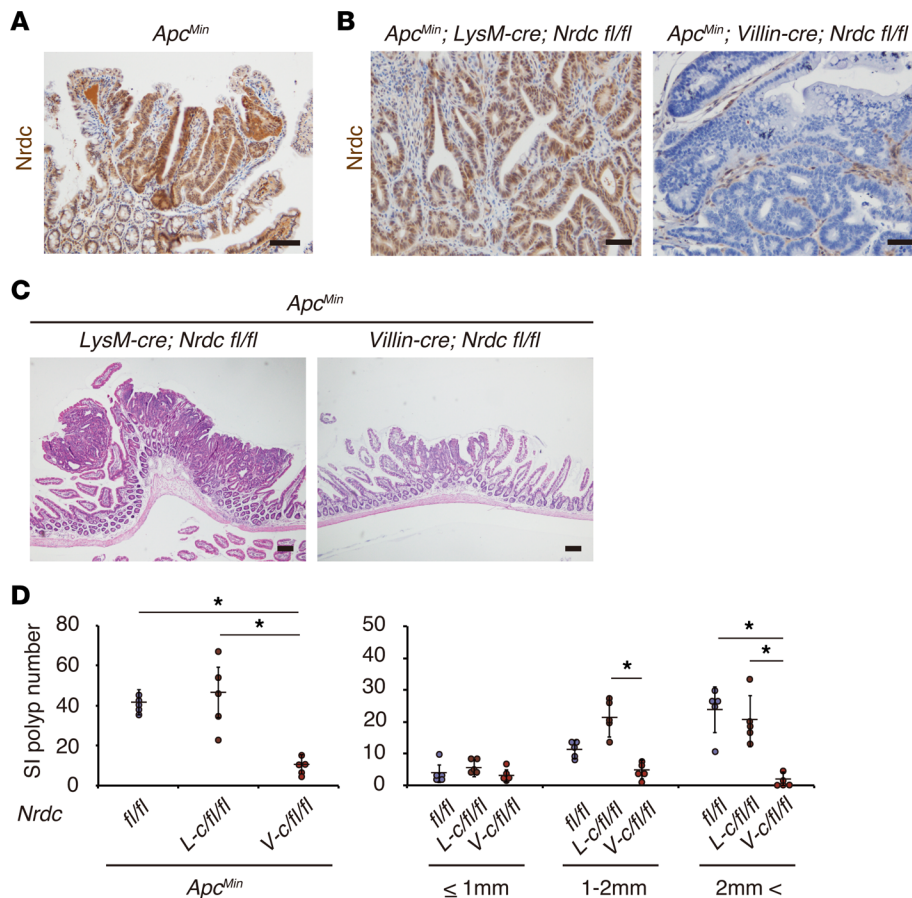 A
Apc^Min
Nrdc
B
Apc^Min; LysM-cre; Nrdc fl/fl
Apc^Min; Villin-cre; Nrdc fl/fl
Nrdc
C
Apc^Min
LysM-cre; Nrdc fl/fl
Villin-cre; Nrdc fl/fl
D
SI polyp number
80
60
40
20
0
*
*
Nrdc
fl/fl
L-c/fl/fl
V-c/fl/fl
Apc^Min
50
40
30
20
10
0
*
*
*
fl/fl
L-c/fl/fl
V-c/fl/fl
fl/fl
L-c/fl/fl
V-c/fl/fl
fl/fl
L-c/fl/fl
V-c/fl/fl
≤ 1mm
1-2mm
2mm <